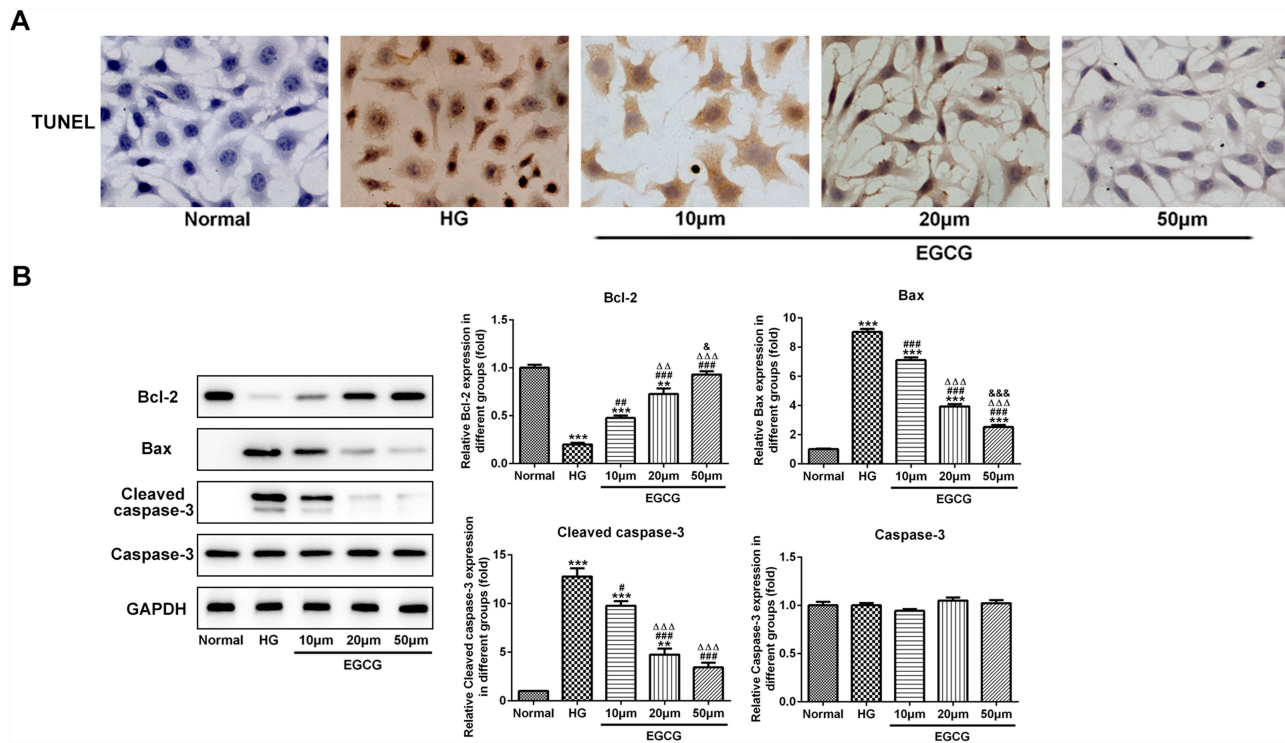 A
TUNEL
Normal
HG
10μm
20μm
50μm
EGCG
B
Bcl-2
Bax
Cleaved
caspase-3
Caspase-3
GAPDH
Normal HG 10μm 20μm 50μm
EGCG
Bcl-2
Relative Bcl-2 expression in
different groups (fold)
1.5
1.0
0.5
0.0
***
##
***
ΔΔ
###
**
&
ΔΔΔ
###
Normal HG 10μm 20μm 50μm
EGCG
Bax
Relative Bax expression in
different groups (fold)
10
8
6
4
2
0
***
###
***
ΔΔΔ
###
***
&&&
ΔΔΔ
###
***
Normal HG 10μm 20μm 50μm
EGCG
Cleaved caspase-3
Relative Cleaved caspase-3 expression
in different groups (fold)
15
10
5
0
***
#
***
ΔΔΔ
###
**
ΔΔΔ
###
Normal HG 10μm 20μm 50μm
EGCG
Caspase-3
Relative Caspase-3 expression in
different groups (fold)
1.5
1.0
0.5
0.0
Normal HG 10μm 20μm 50μm
EGCG